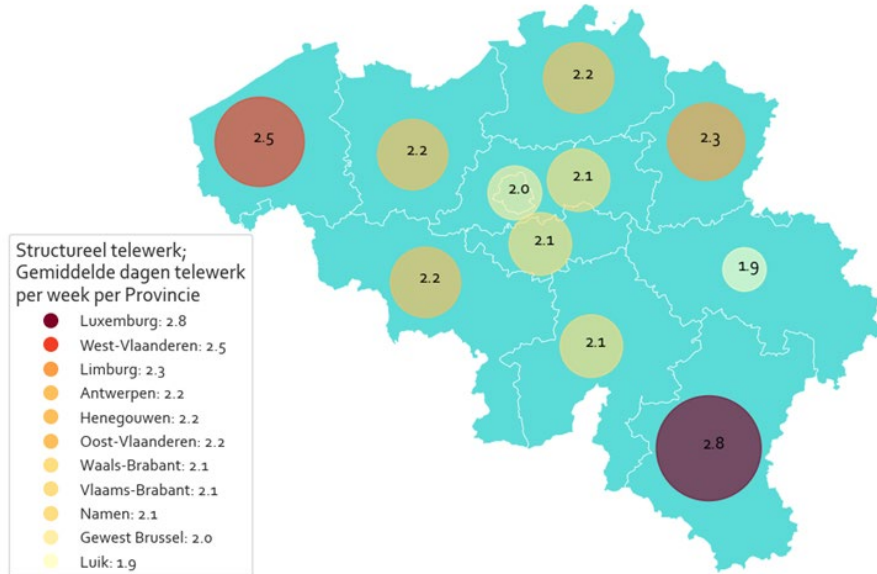 2.2
2.5
2.3
2.2
2.1
2.0
2.1
1.9
2.2
2.1
2.8
Structureel telewerk;
Gemiddelde dagen telewerk
per week per Provincie
Luxemburg: 2.8
West-Vlaanderen: 2.5
Limburg: 2.3
Antwerpen: 2.2
Henegouwen: 2.2
Oost-Vlaanderen: 2.2
Waals-Brabant: 2.1
Vlaams-Brabant: 2.1
Namen: 2.1
Gewest Brussel: 2.0
Luik: 1.9